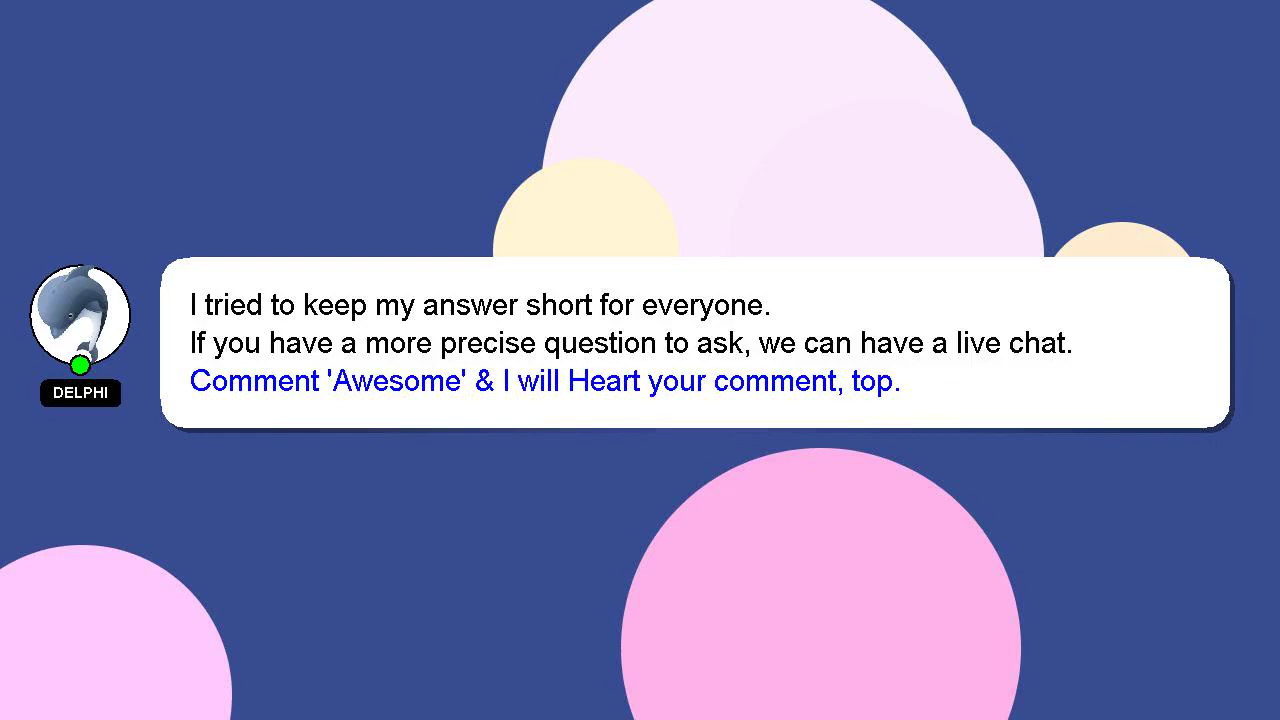 I tried to keep my answer short for everyone.
If you have a more precise question to ask, we can have a live chat.
Comment 'Awesome' & I will Heart your comment, top.
DELPHI